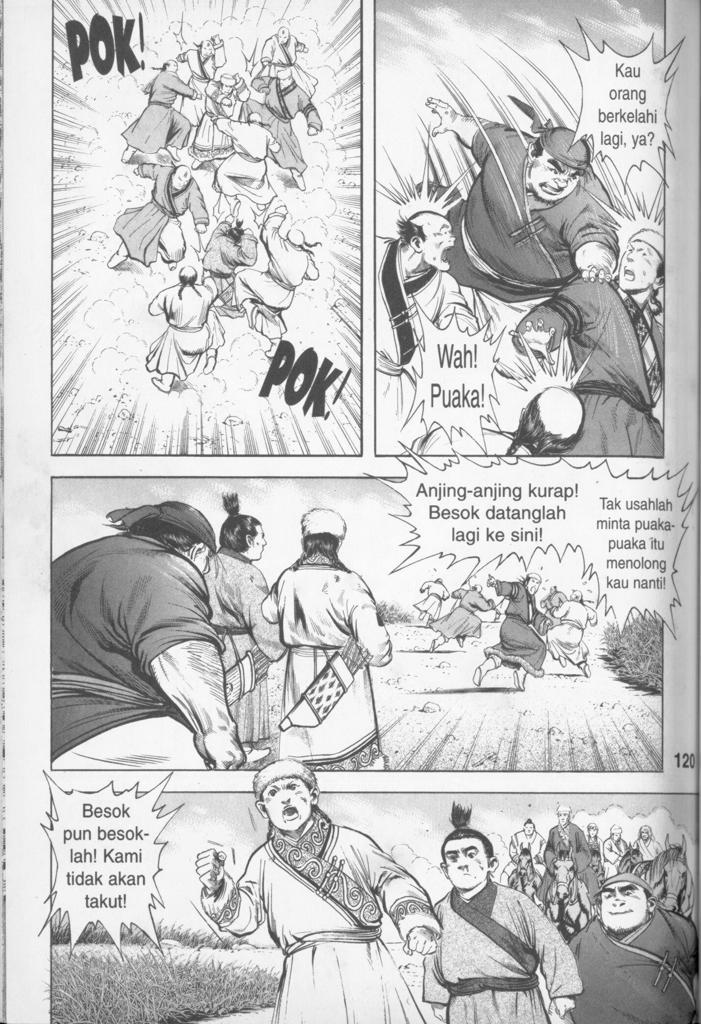 POK!
POK!
Kau
orang
berkelahi
lagi, ya?
Wah!
Puaka!
Anjing-anjing kurap!
Besok datanglah
lagi ke sini!
Tak usahlah
minta puaka-
puaka itu
menolong
kau nanti!
120
Besok
pun besok-
lah! Kami
tidak akan
takut!